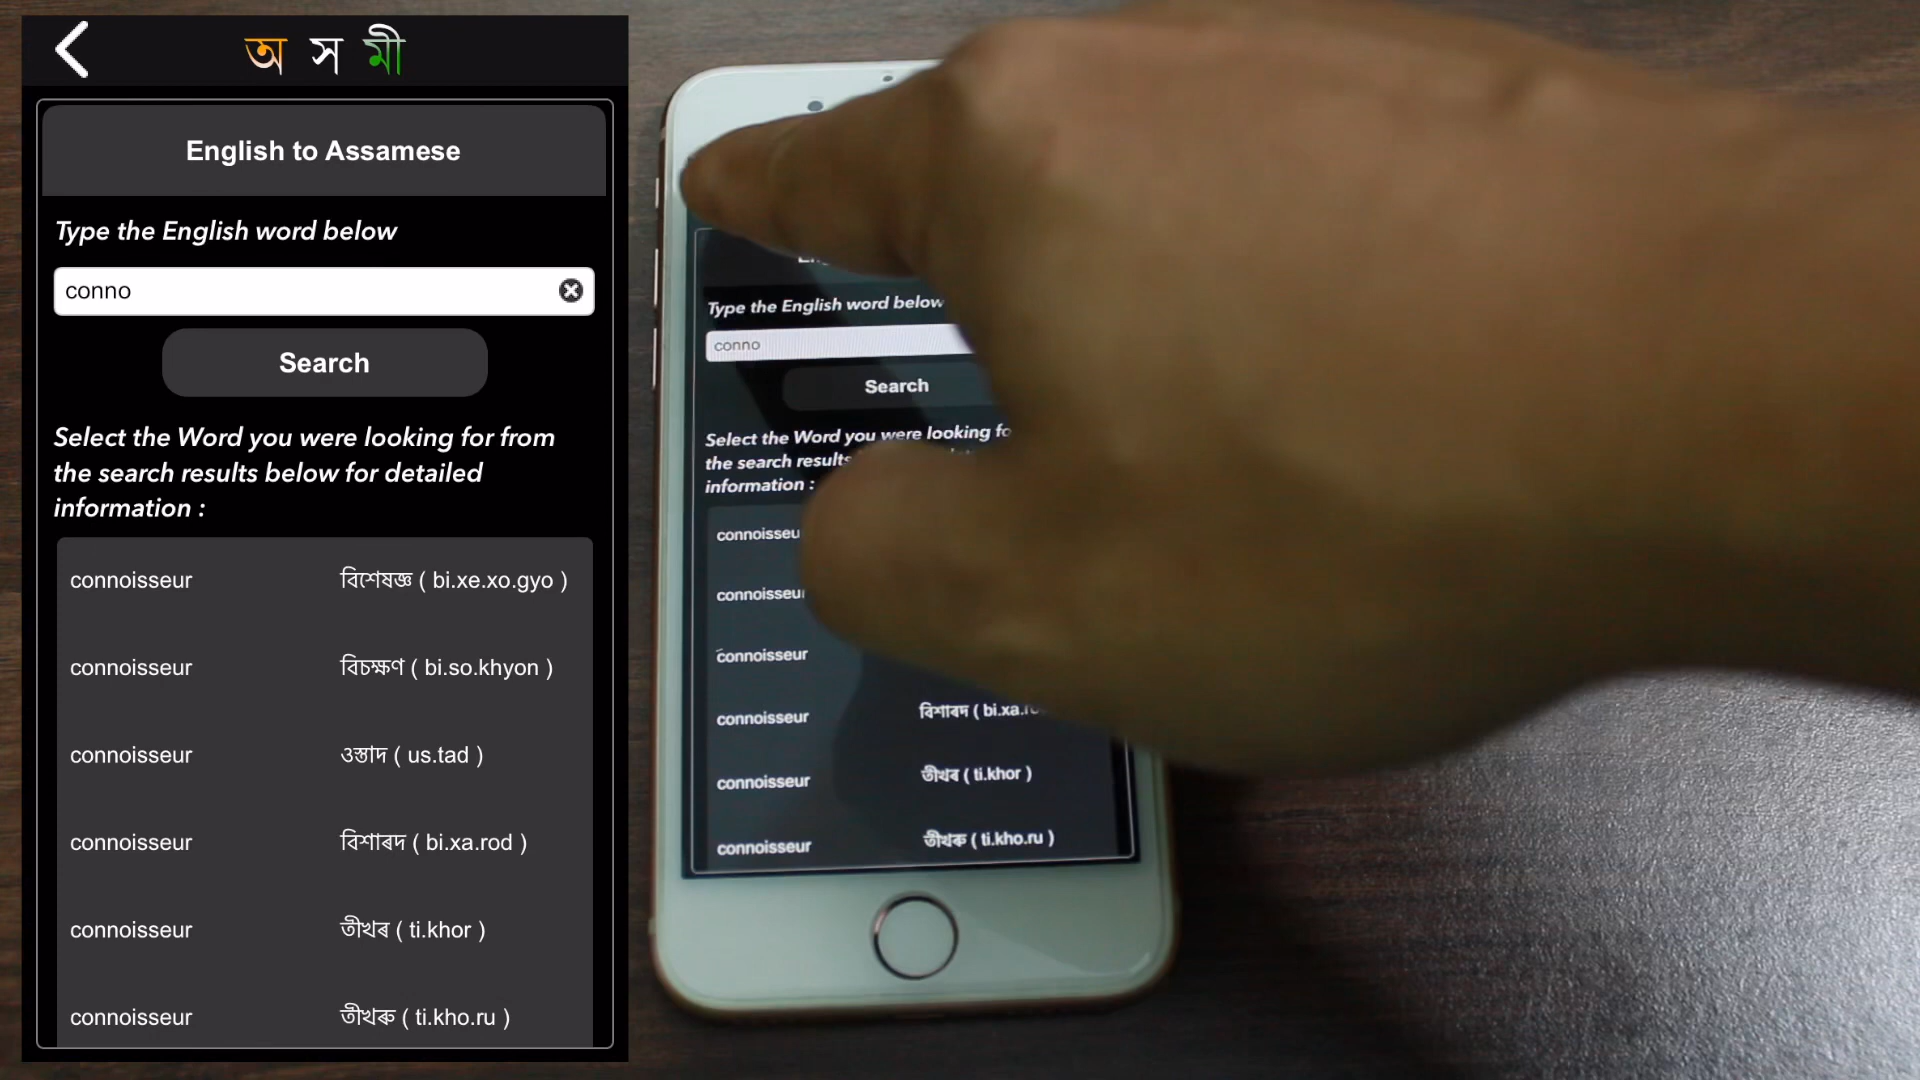 অ স মী
English to Assamese
Type the English word below
conno
Search
Select the Word you were looking for from
the search results below for detailed
information :
connoisseur বিশেষজ্ঞ ( bi.xe.xo.gyo )
connoisseur বিচক্ষণ ( bi.so.khyon )
connoisseur ওস্তাদ ( us.tad )
connoisseur বিশাৰদ ( bi.xa.rod )
connoisseur তীখৰ ( ti.khor )
connoisseur তীখৰু ( ti.kho.ru )
Type the English word below
conno
Search
Select the Word you were looking
the search results
information :
connoisseu
connoisseu
connoisseur
connoisseur বিশাৰদ ( bi.xa.
connoisseur তীখৰ ( ti.khor )
connoisseur তীখৰু ( ti.kho.ru )